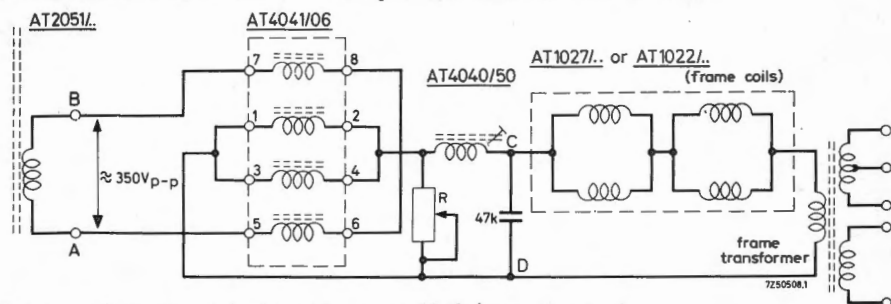 AT2051/..
AT4041/06
AT4040/50
AT1027/.. or AT1022/..
(frame coils)
7
8
B
1
2
C
≈ 350Vp-p
3
4
R
47k
5
6
A
D
frame
transformer
7Z50508.1